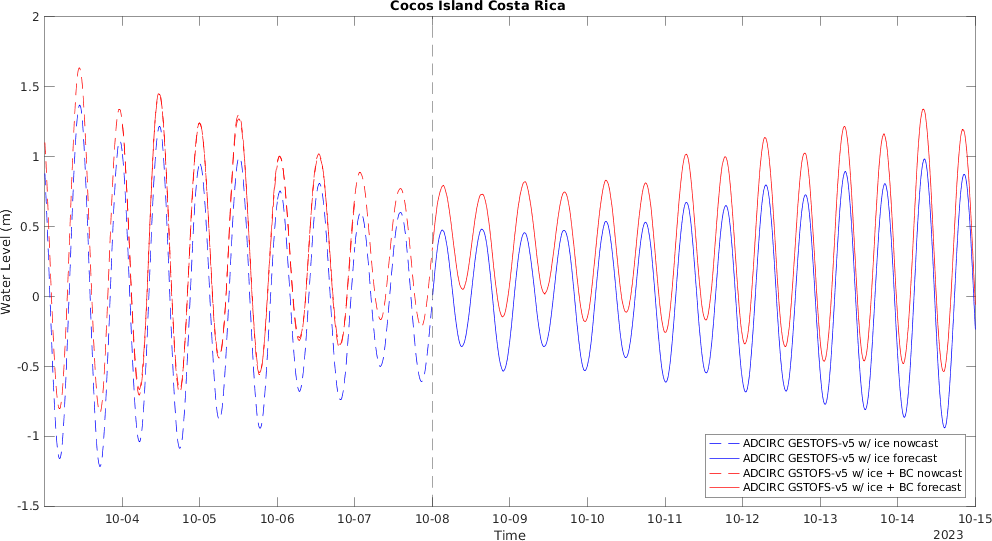 Cocos Island Costa Rica
2
1.5
1
0.5
0
-0.5
-1
-1.5
Water Level (m)
ADCIRC GESTOFS-v5 w/ ice nowcast
ADCIRC GESTOFS-v5 w/ ice forecast
ADCIRC GSTOFS-v5 w/ ice + BC nowcast
ADCIRC GSTOFS-v5 w/ ice + BC forecast
10-04 10-05 10-06 10-07 10-08 10-09 10-10 10-11 10-12 10-13 10-14 10-15
Time
2023